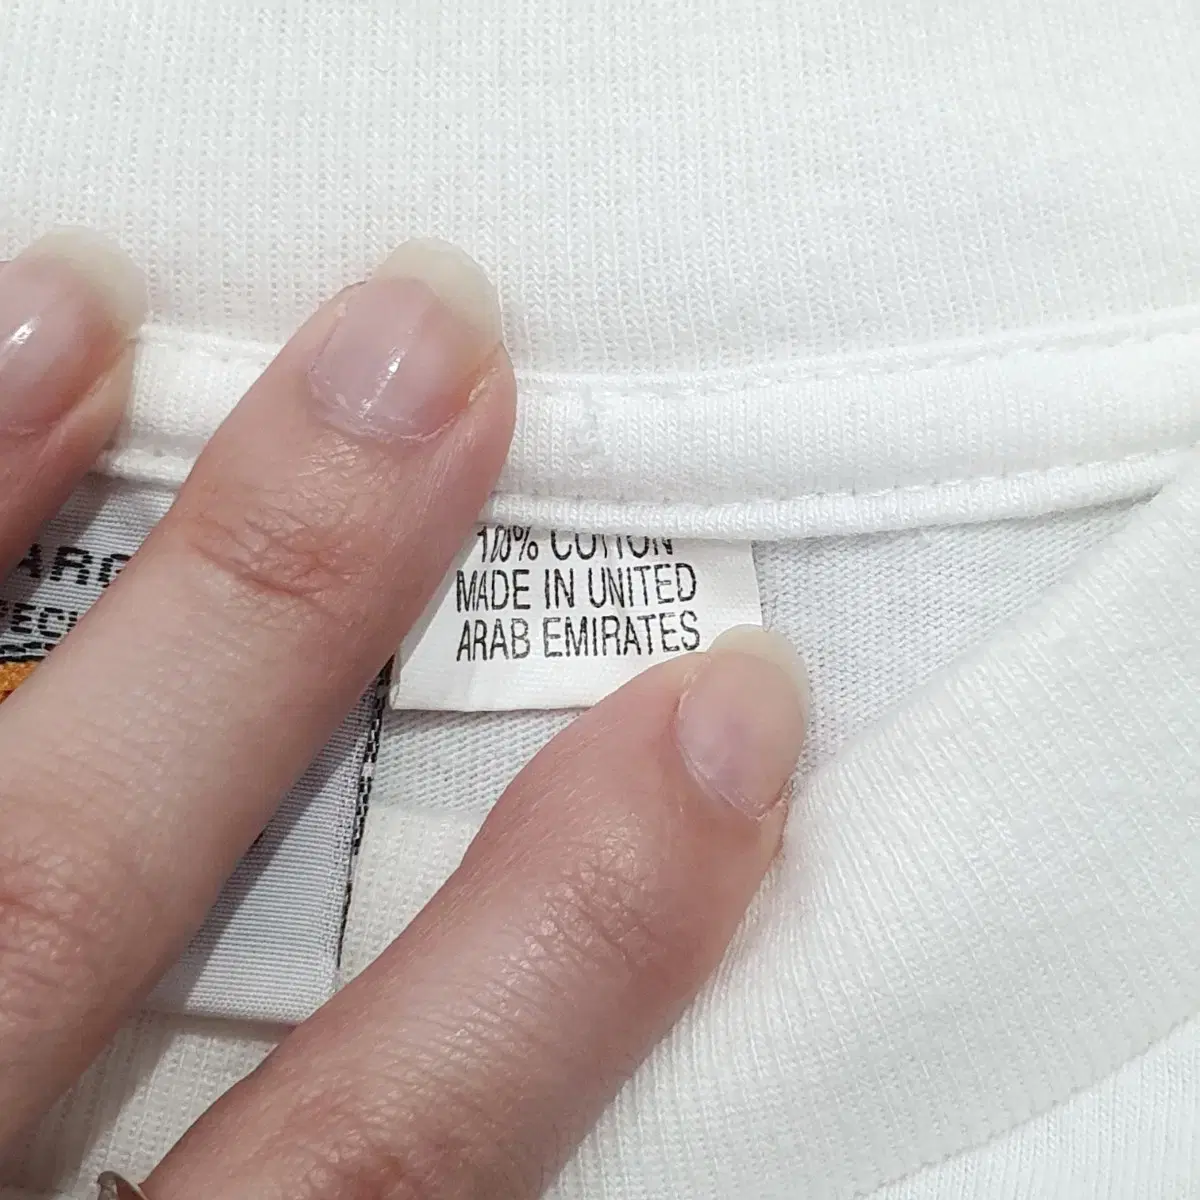 100% COTTON
MADE IN UNITED
ARAB EMIRATES